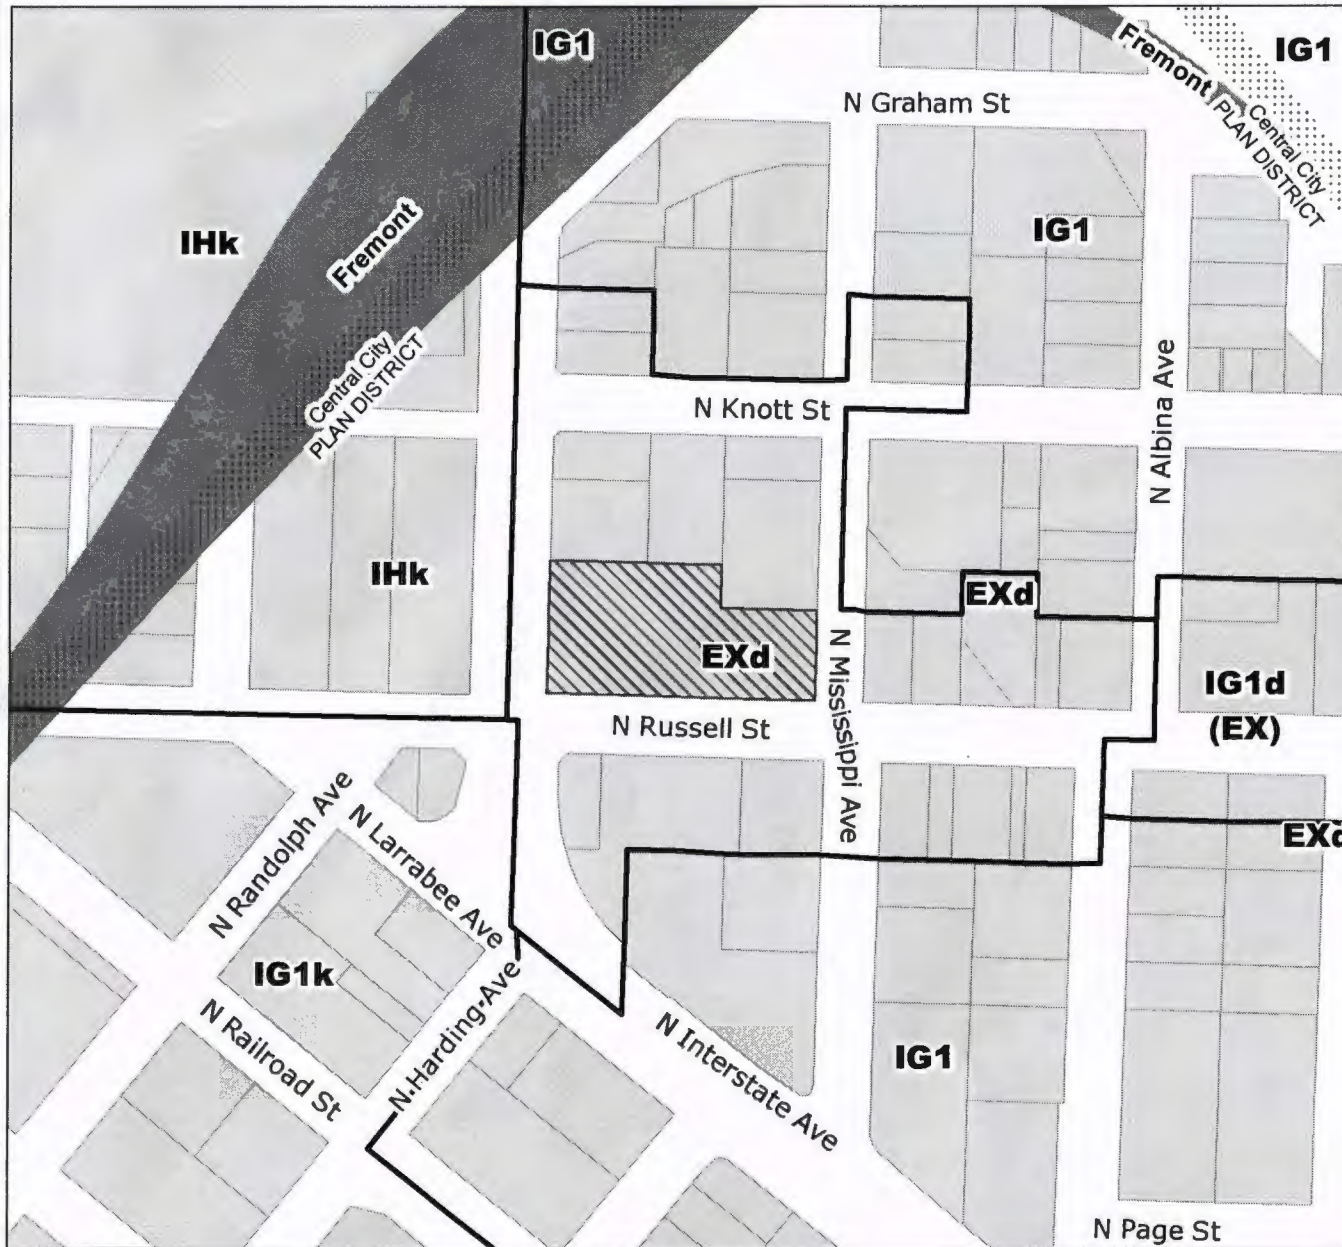 IG1
Fremont
Central City
PLAN DISTRICT
IG1
N Graham St
IHk
Fremont
IG1
Central City
PLAN DISTRICT
N Knott St
N Albina Ave
IHk
EXd
EXd
N Mississippi Ave
IG1d
(EX)
N Russell St
N Randolph Ave
N Larrabee Ave
EXd
IG1k
N Harding Ave
N Railroad St
N Interstate Ave
IG1
N Page St